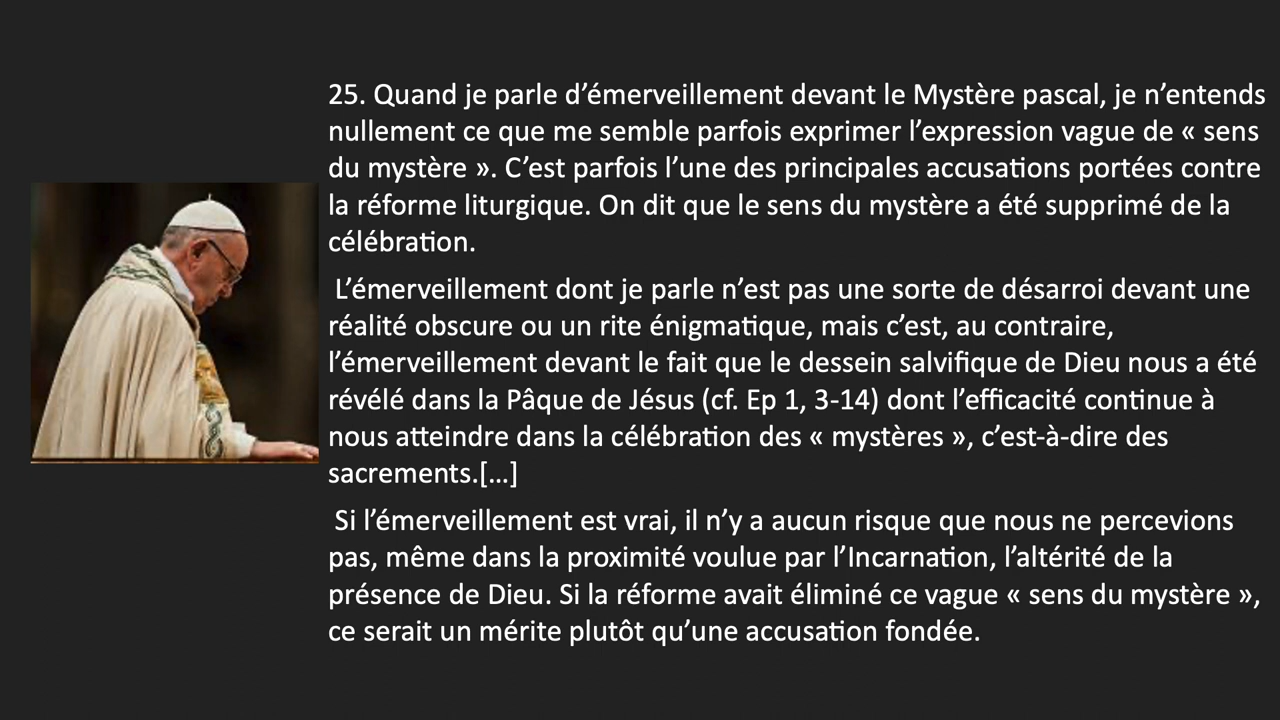 25. Quand je parle d’émerveillement devant le Mystère pascal, je n’entends
nullement ce que me semble parfois exprimer l’expression vague de « sens
du mystère ». C’est parfois l’une des principales accusations portées contre
la réforme liturgique. On dit que le sens du mystère a été supprimé de la
célébration.
L’émerveillement dont je parle n’est pas une sorte de désarroi devant une
réalité obscure ou un rite énigmatique, mais c’est, au contraire,
l’émerveillement devant le fait que le dessein salvifique de Dieu nous a été
révélé dans la Pâque de Jésus (cf. Ep 1, 3-14) dont l’efficacité continue à
nous atteindre dans la célébration des « mystères », c’est-à-dire des
sacrements.[…]
Si l’émerveillement est vrai, il n’y a aucun risque que nous ne percevions
pas, même dans la proximité voulue par l’Incarnation, l’altérité de la
présence de Dieu. Si la réforme avait éliminé ce vague « sens du mystère »,
ce serait un mérite plutôt qu’une accusation fondée.